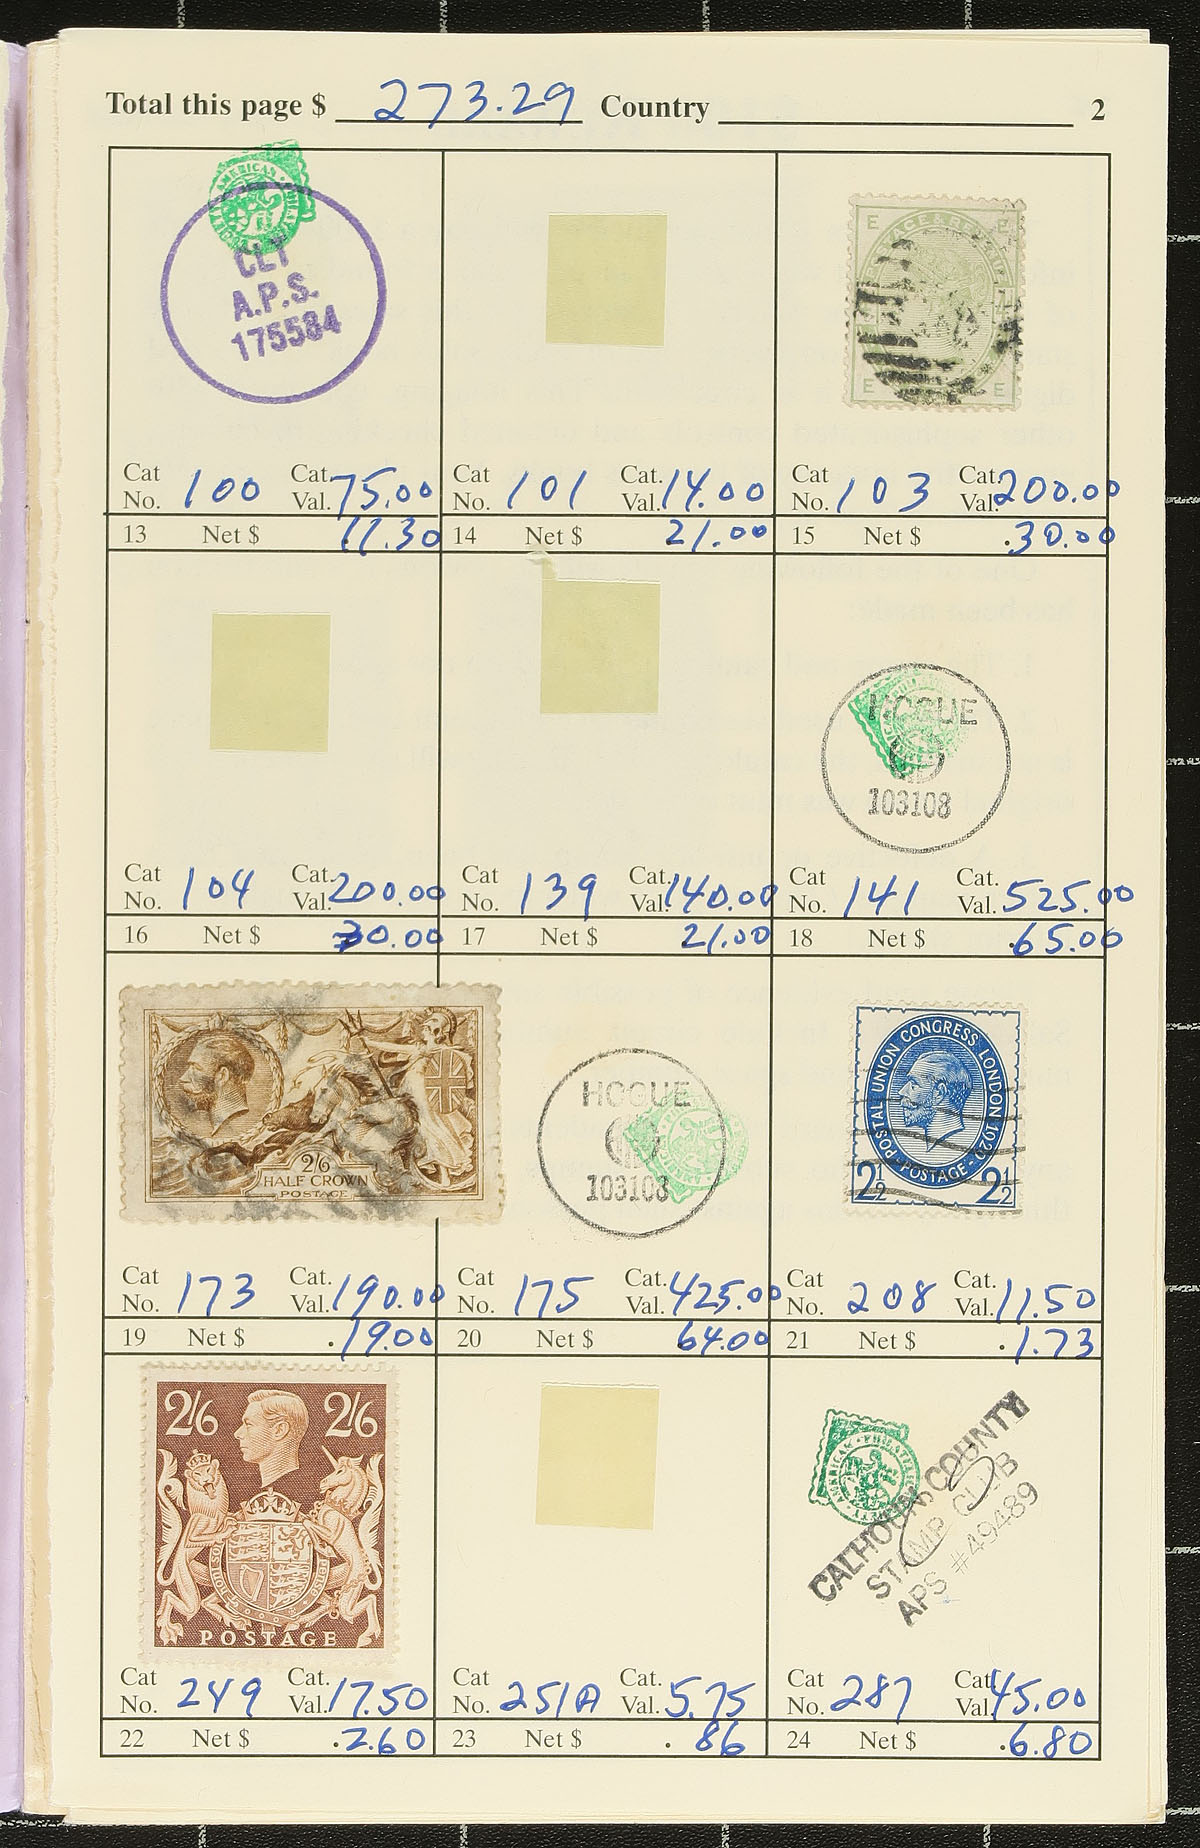 Total this page $ 273.29 Country 2
CLT
A.P.S.
175584
E E
E E
Cat No. 100 Cat. Val. 75.00
13 Net $ 11.30
Cat No. 101 Cat. Val. 14.00
14 Net $ 21.00
Cat No. 103 Cat. Val. 200.00
15 Net $ .30.00
HOGUE
103108
Cat No. 104 Cat. Val. 200.00
16 Net $ 30.00
Cat No. 139 Cat. Val. 140.00
17 Net $ 21.00
Cat No. 141 Cat. Val. 525.00
18 Net $ .65.00
2/6
HALF CROWN
POSTAGE
HOGUE
103108
POSTAL UNION CONGRESS LONDON 1929
·POSTAGE·
2½ 2½
Cat No. 173 Cat. Val. 190.00
19 Net $ .19.00
Cat No. 175 Cat. Val. 425.00
20 Net $ 64.00
Cat No. 208 Cat. Val. 11.50
21 Net $ .1.73
2/6 2/6
POSTAGE
CALHOUN COUNTY
STAMP CLUB
APS #49489
Cat No. 249 Cat. Val. 17.50
22 Net $ .2.60
Cat No. 251A Cat. Val. 5.75
23 Net $ .86
Cat No. 287 Cat. Val. 45.00
24 Net $ .6.80